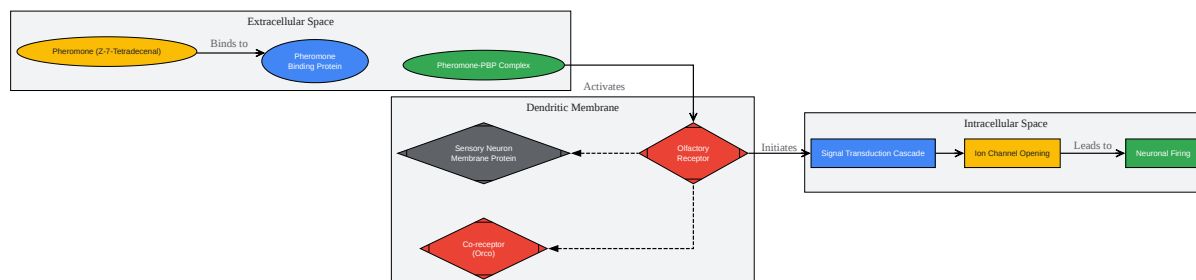 Extracellular Space
Pheromone (Z-7-Tetradecenal)
Binds to
Pheromone
Binding Protein
Pheromone-PBP Complex
Activates
Dendritic Membrane
Sensory Neuron
Membrane Protein
Olfactory
Receptor
Co-receptor
(Orco)
Initiates
Intracellular Space
Signal Transduction Cascade
Ion Channel Opening
Leads to
Neuronal Firing